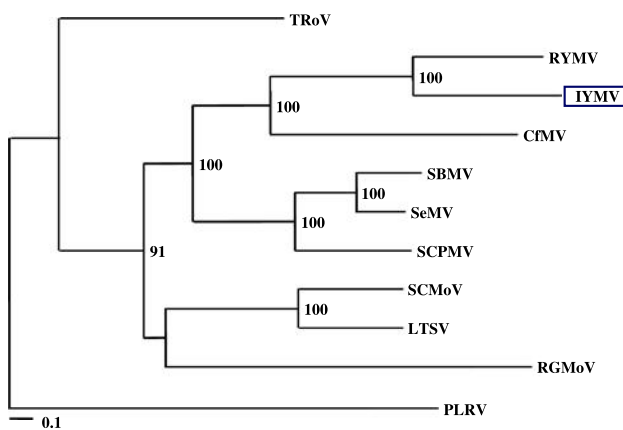 TRoV
RYMV
100
IYMV
100
CfMV
100
SBMV
100
SeMV
100
91
SCPMV
SCMoV
100
LTSV
RGMoV
PLRV
0.1